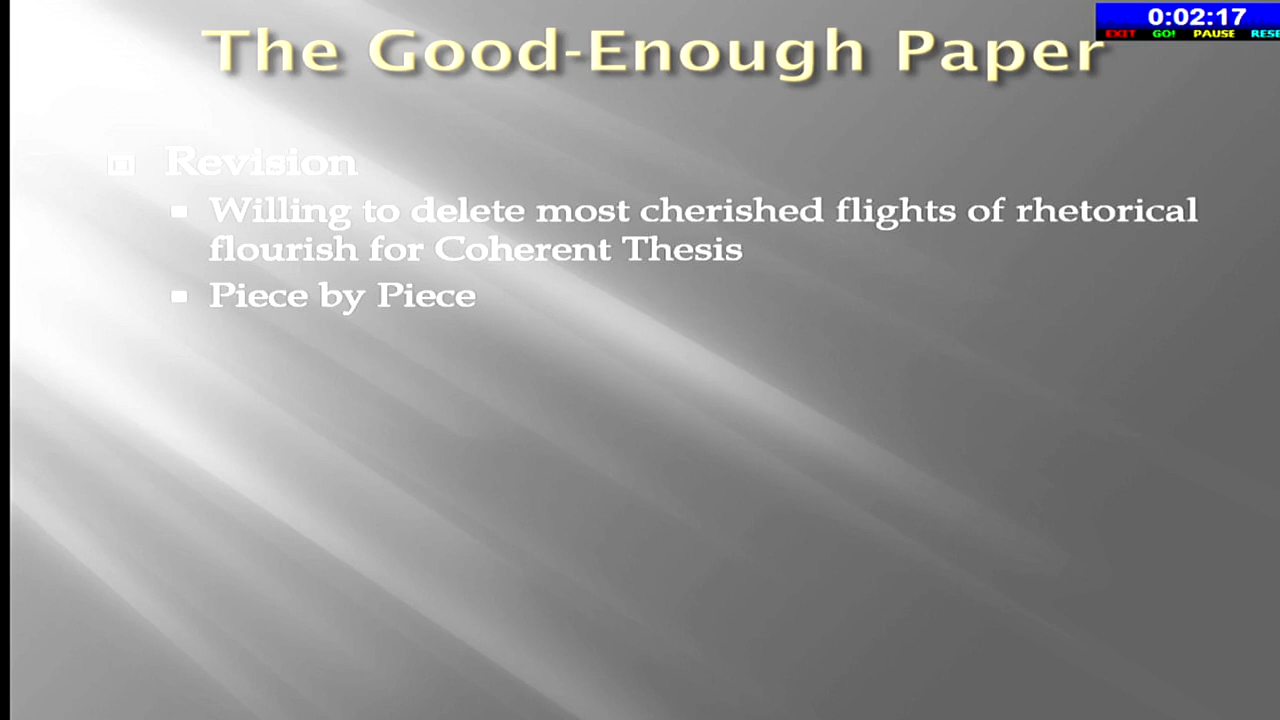 0:02:17
EXIT GO! PAUSE RESE
The Good-Enough Paper
Revision
Willing to delete most cherished flights of rhetorical
flourish for Coherent Thesis
Piece by Piece